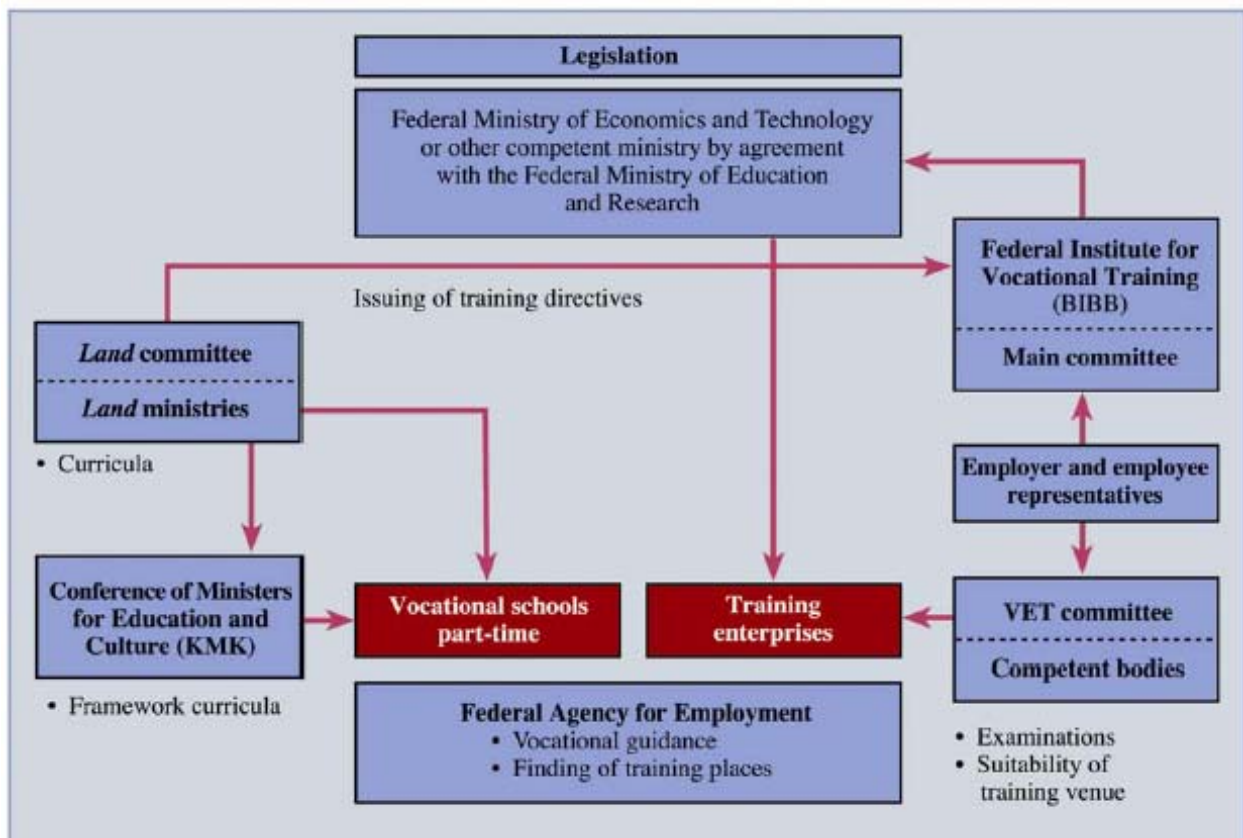 Legislation
Federal Ministry of Economics and Technology
or other competent ministry by agreement
with the Federal Ministry of Education
and Research
Federal Institute for
Vocational Training
(BIBB)
Main committee
Issuing of training directives
Land committee
Land ministries
• Curricula
Employer and employee
representatives
Conference of Ministers
for Education and
Culture (KMK)
• Framework curricula
Vocational schools
part-time
Training
enterprises
VET committee
Competent bodies
• Examinations
• Suitability of
training venue
Federal Agency for Employment
• Vocational guidance
• Finding of training places